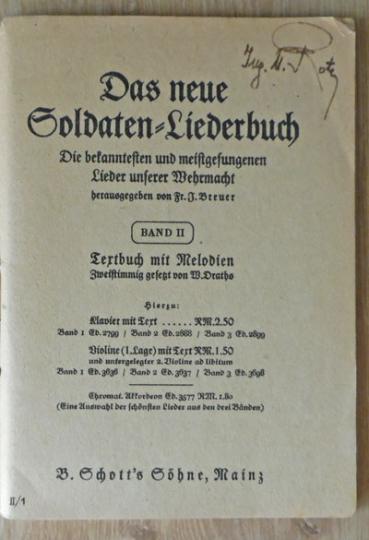 Das neue
Soldaten-Liederbuch
Die bekanntesten und meistgesungenen
Lieder unserer Wehrmacht
herausgegeben von Fr. J. Breuer
BAND II
Textbuch mit Melodien
Zweistimmig gesetzt von W. Draths
Hierzu:
Klavier mit Text ...... RM. 2.50
Band 1 Ed. 2799 / Band 2 Ed. 2888 / Band 3 Ed. 2899
Violine (1. Lage) mit Text RM. 1.50
und untergelegter 2. Violine ad libitum
Band 1 Ed. 3636 / Band 2 Ed. 3637 / Band 3 Ed. 3698
Chromat. Akkordeon Ed. 3577 RM. 1.80
(Eine Auswahl der schönsten Lieder aus den drei Bänden)
B. Schott's Söhne, Mainz
II/1